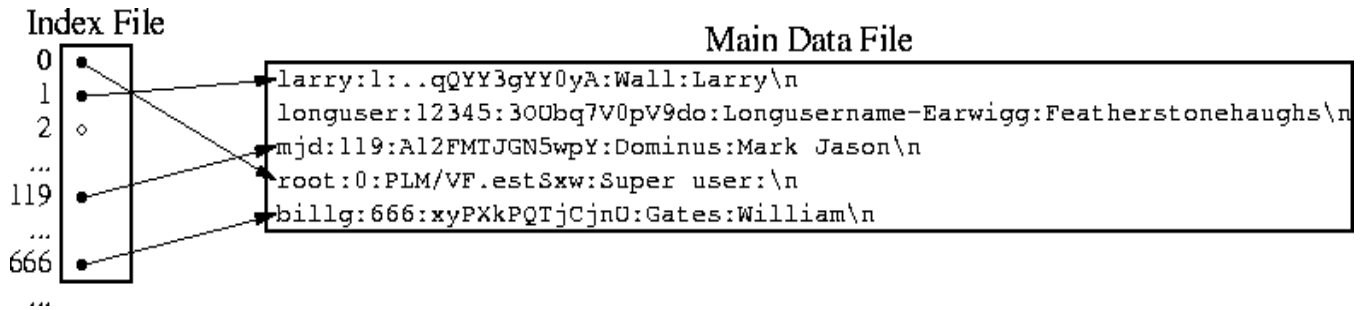 Index File
Main Data File
0
1
2
...
119
...
666
...
larry:1:..qQYY3gYY0yA:Wall:Larry\n
longuser:12345:3OUbq7V0pV9do:Longusername-Earwigg:Featherstonehaughs\n
mjd:119:Al2FMTJGN5wpY:Dominus:Mark Jason\n
root:0:PLM/VF.estSxw:Super user:\n
billg:666:xyPXkPQTjCjnU:Gates:William\n